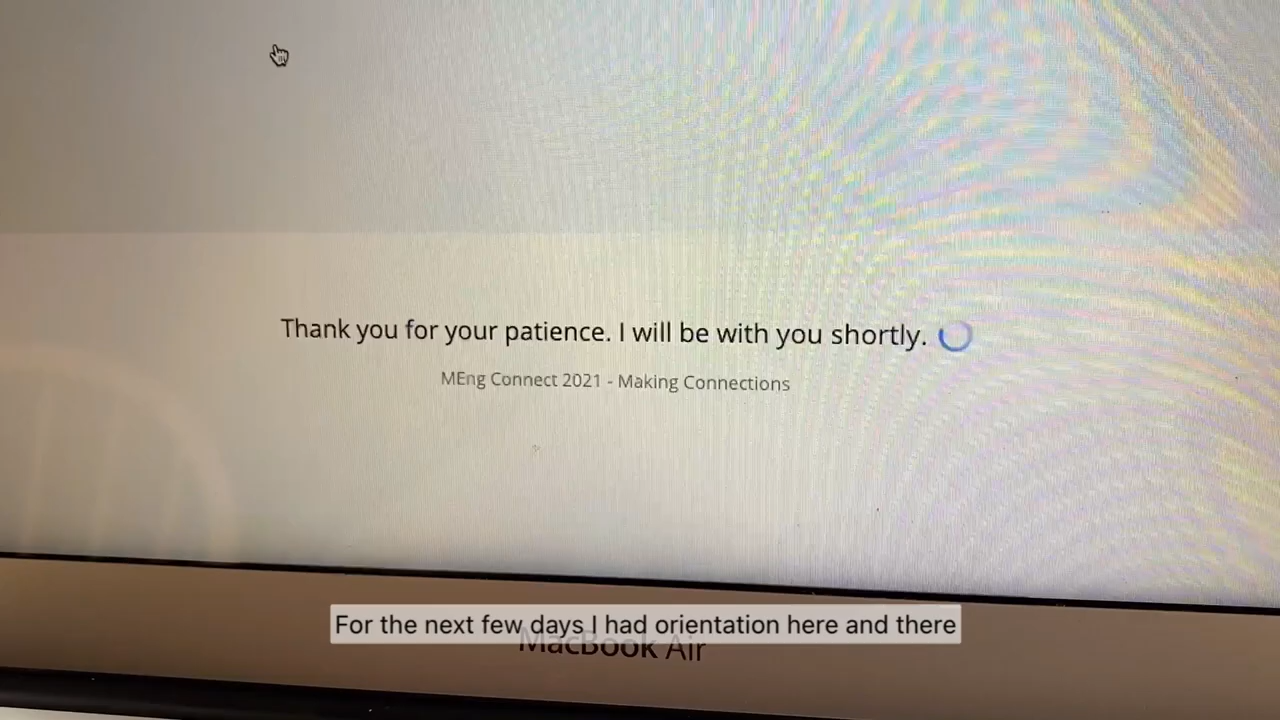 Thank you for your patience. I will be with you shortly.
MEng Connect 2021 - Making Connections
For the next few days I had orientation here and there
MacBook Air